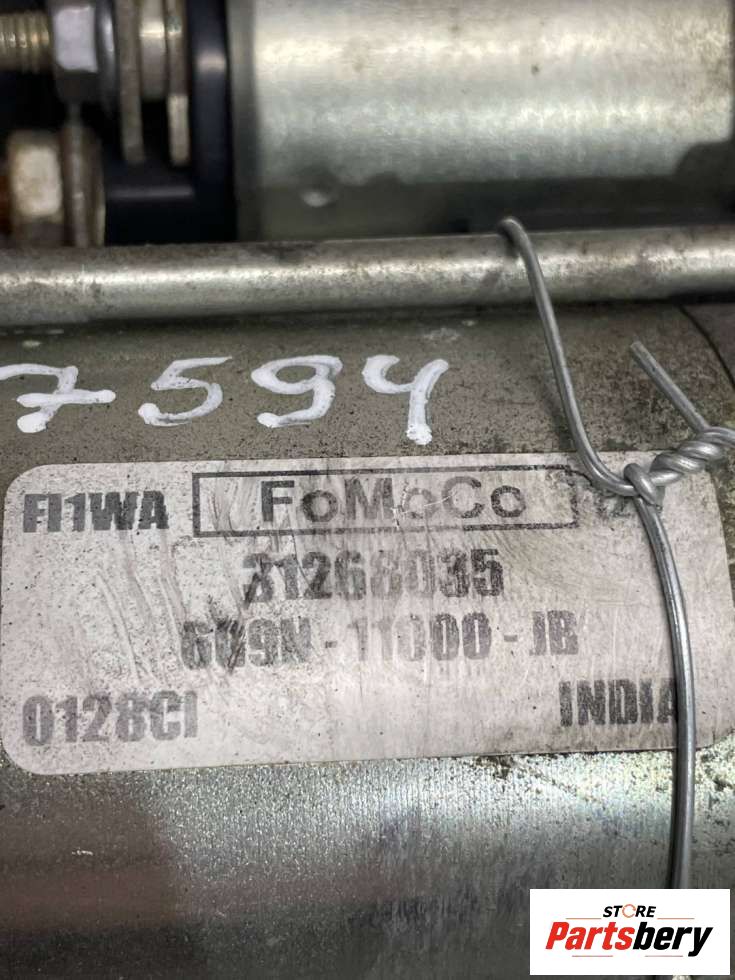 7594
FI1WA FoMoCo
31268035
6G9N - 11000 - JB
0128CI INDIA
STORE
Partsbery